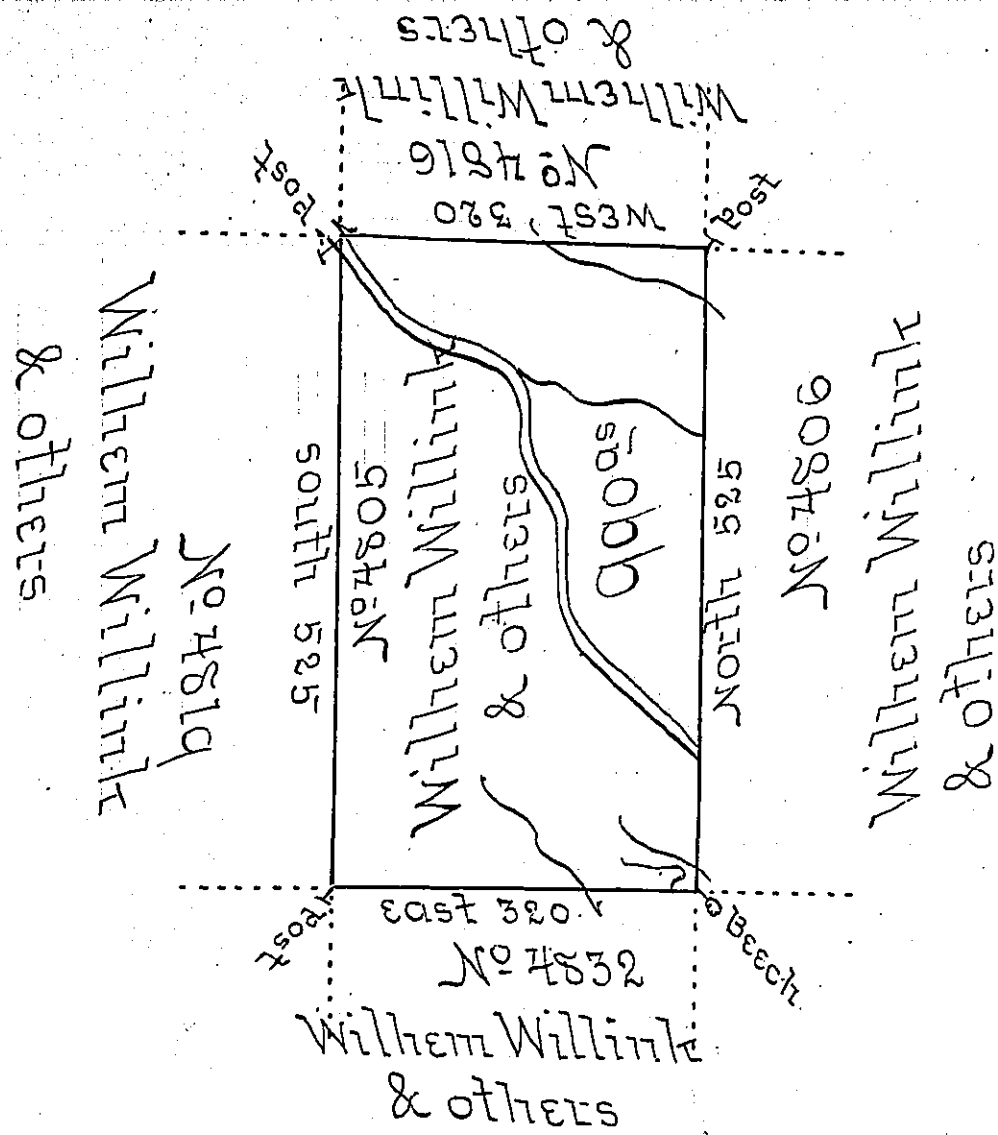 Wilhem Willink
& others
No 4816
West 320
Post
Post
Wilhem Willink
& others
No 4819
South 525
No 4805
Wilhem Willink
& others
990as
North 525
No 4806
Wilhem Willink
& others
East 320
Post
Beech
No 4832
Wilhem Willink
& others